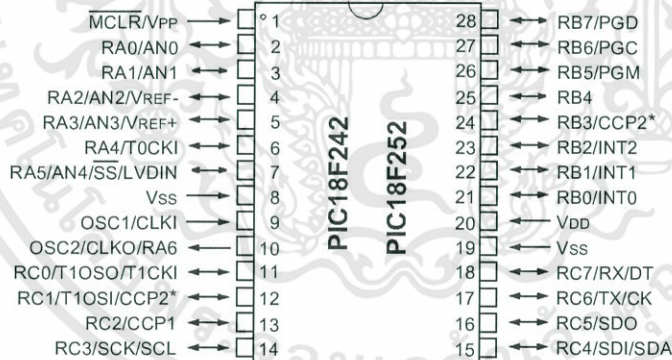 MCLR/VPP 1
RA0/AN0 2
RA1/AN1 3
RA2/AN2/VREF- 4
RA3/AN3/VREF+ 5
RA4/T0CKI 6
RA5/AN4/SS/LVDIN 7
VSS 8
OSC1/CLKI 9
OSC2/CLKO/RA6 10
RC0/T1OSO/T1CKI 11
RC1/T1OSI/CCP2* 12
RC2/CCP1 13
RC3/SCK/SCL 14
PIC18F242
PIC18F252
28 RB7/PGD
27 RB6/PGC
26 RB5/PGM
25 RB4
24 RB3/CCP2*
23 RB2/INT2
22 RB1/INT1
21 RB0/INT0
20 VDD
19 VSS
18 RC7/RX/DT
17 RC6/TX/CK
16 RC5/SDO
15 RC4/SDI/SDA